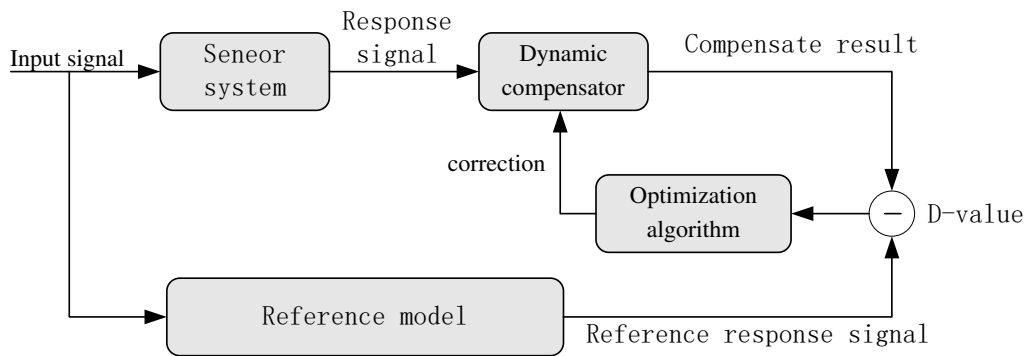 Input signal
Seneor
system
Response
signal
Dynamic
compensator
Compensate result
correction
Optimization
algorithm
−
D-value
Reference model
Reference response signal